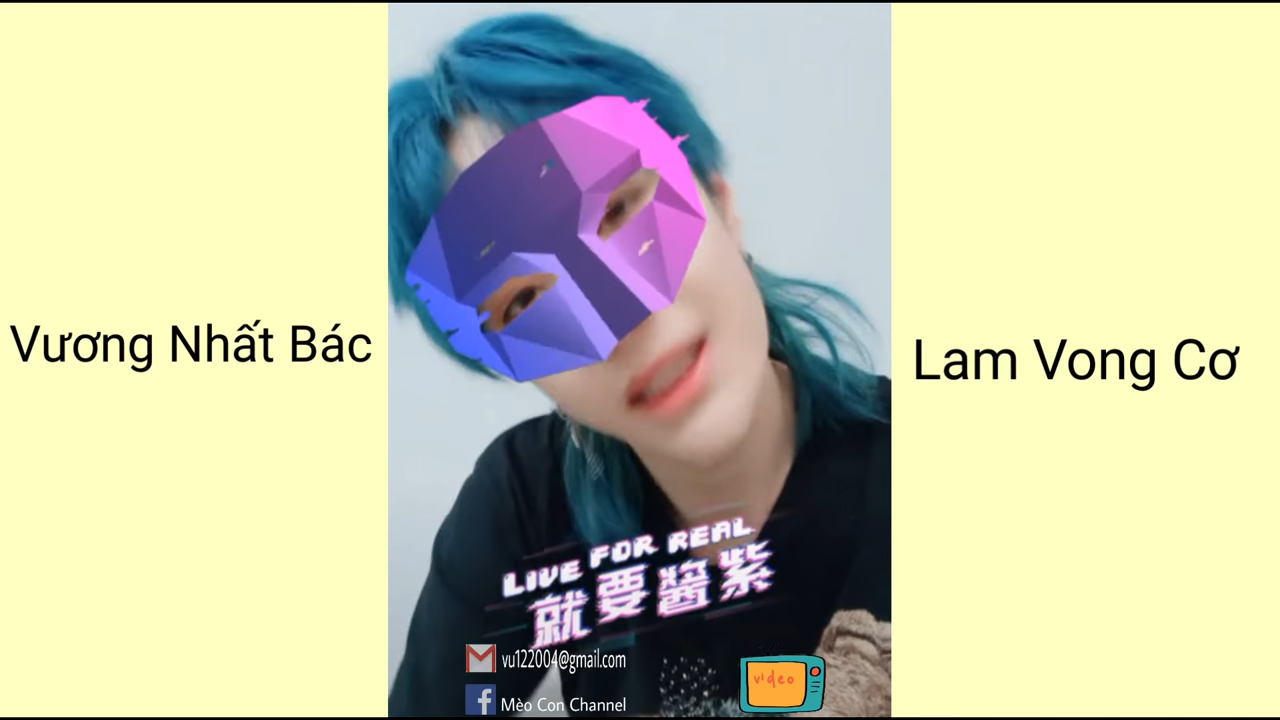 Vương Nhất Bác
Lam Vong Cơ
LIVE FOR REAL
就要醬紫
vu122004@gmail.com
Mèo Con Channel
video